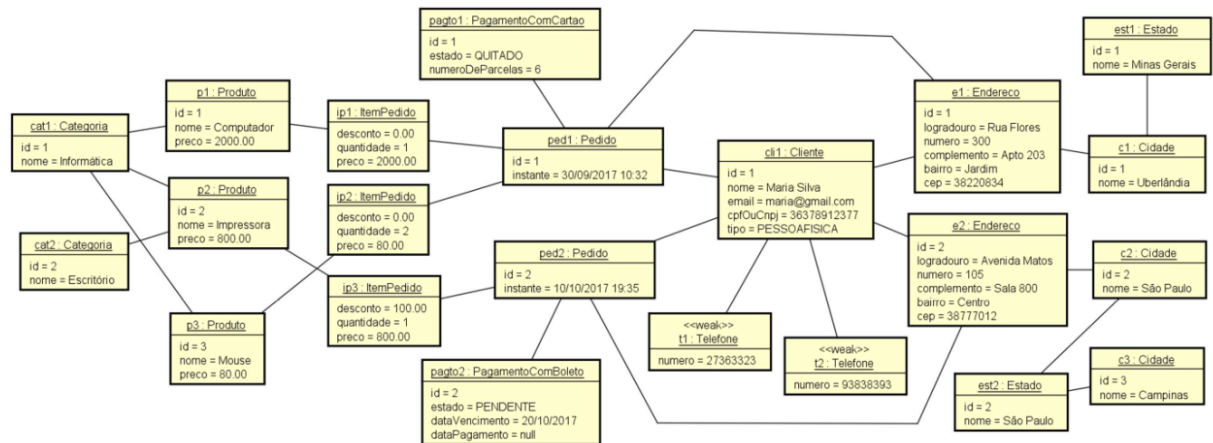 pagto1 : PagamentoComCartao
id = 1
estado = QUITADO
numeroDeParcelas = 6
est1 : Estado
id = 1
nome = Minas Gerais
p1 : Produto
id = 1
nome = Computador
preco = 2000.00
ip1 : ItemPedido
desconto = 0.00
quantidade = 1
preco = 2000.00
e1 : Endereco
id = 1
logradouro = Rua Flores
numero = 300
complemento = Apto 203
bairro = Jardim
cep = 38220834
cat1 : Categoria
id = 1
nome = Informática
ped1 : Pedido
id = 1
instante = 30/09/2017 10:32
cli1 : Cliente
id = 1
nome = Maria Silva
email = maria@gmail.com
cpfOuCnpj = 36378912377
tipo = PESSOAFISICA
c1 : Cidade
id = 1
nome = Uberlândia
p2 : Produto
id = 2
nome = Impressora
preco = 800.00
ip2 : ItemPedido
desconto = 0.00
quantidade = 2
preco = 80.00
cat2 : Categoria
id = 2
nome = Escritório
e2 : Endereco
id = 2
logradouro = Avenida Matos
numero = 105
complemento = Sala 800
bairro = Centro
cep = 38777012
c2 : Cidade
id = 2
nome = São Paulo
ped2 : Pedido
id = 2
instante = 10/10/2017 19:35
ip3 : ItemPedido
desconto = 100.00
quantidade = 1
preco = 800.00
p3 : Produto
id = 3
nome = Mouse
preco = 80.00
<<weak>>
t1 : Telefone
numero = 27363323
<<weak>>
t2 : Telefone
numero = 93838393
c3 : Cidade
id = 3
nome = Campinas
pagto2 : PagamentoComBoleto
id = 2
estado = PENDENTE
dataVencimento = 20/10/2017
dataPagamento = null
est2 : Estado
id = 2
nome = São Paulo